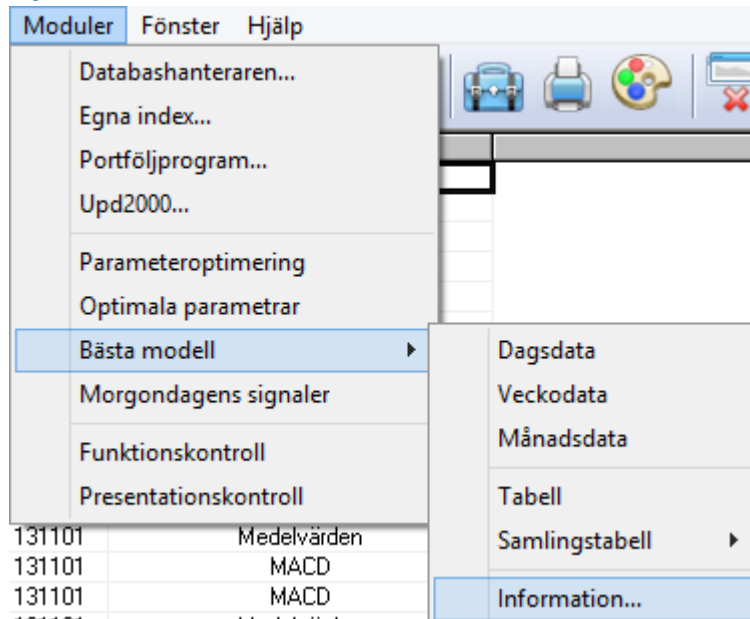 Moduler Fönster Hjälp
Databashanteraren...
Egna index...
Portföljprogram...
Upd2000...
Parameteroptimering
Optimala parametrar
Bästa modell
Morgondagens signaler
Funktionskontroll
Presentationskontroll
Dagsdata
Veckodata
Månadsdata
Tabell
Samlingstabell
Information...
131101 Medelvärden
131101 MACD
131101 MACD